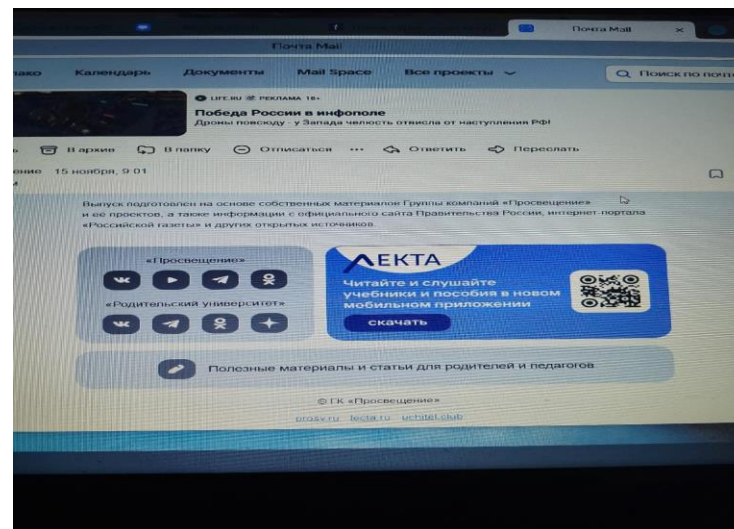 Почта Mail
Почта Mail
Календарь Документы Mail Space Все проекты Поиск по почте
LIFE.RU РЕКЛАМА 18+
Победа России в инфополе
Дроны повсюду - у Запада челюсть отвисла от наступления РФ!
В архив В папку Отписаться ••• Ответить Переслать
15 ноября, 9:01
Выпуск подготовлен на основе собственных материалов Группы компаний «Просвещение»
и её проектов, а также информации с официального сайта Правительства России, интернет-портала
«Российской газеты» и других открытых источников.
«Просвещение»
«Родительский университет»
ЛЕКТА
Читайте и слушайте
учебники и пособия в новом
мобильном приложении
скачать
Полезные материалы и статьи для родителей и педагогов
© ГК «Просвещение»
prosv.ru lecta.ru uchitel.club